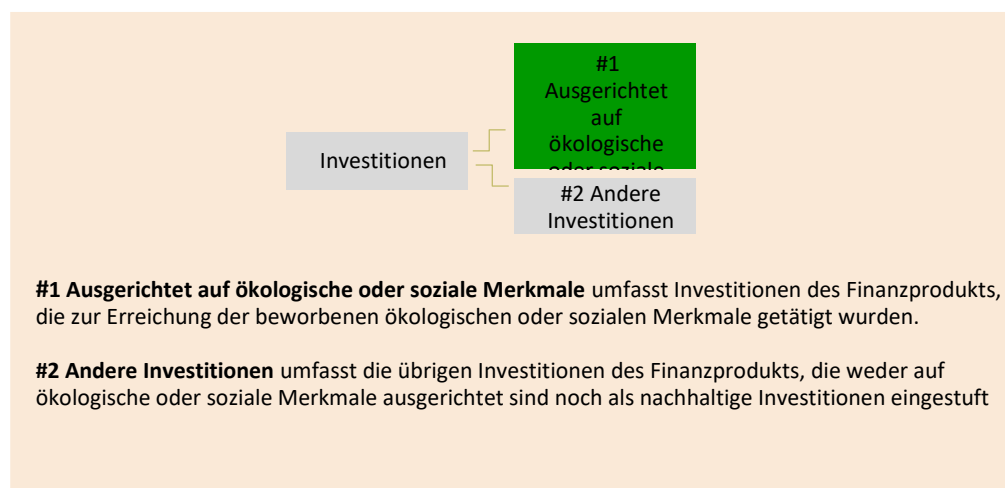 #1
Ausgerichtet
auf
ökologische
oder soziale
Investitionen
#2 Andere
Investitionen
#1 Ausgerichtet auf ökologische oder soziale Merkmale umfasst Investitionen des Finanzprodukts,
die zur Erreichung der beworbenen ökologischen oder sozialen Merkmale getätigt wurden.
#2 Andere Investitionen umfasst die übrigen Investitionen des Finanzprodukts, die weder auf
ökologische oder soziale Merkmale ausgerichtet sind noch als nachhaltige Investitionen eingestuft